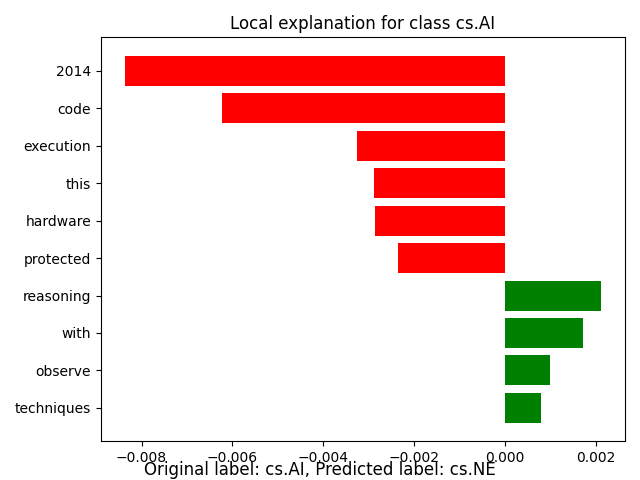 Local explanation for class cs.AI
2014
code
execution
this
hardware
protected
reasoning
with
observe
techniques
−0.008 −0.006 −0.004 −0.002 0.000 0.002
Original label: cs.AI, Predicted label: cs.NE